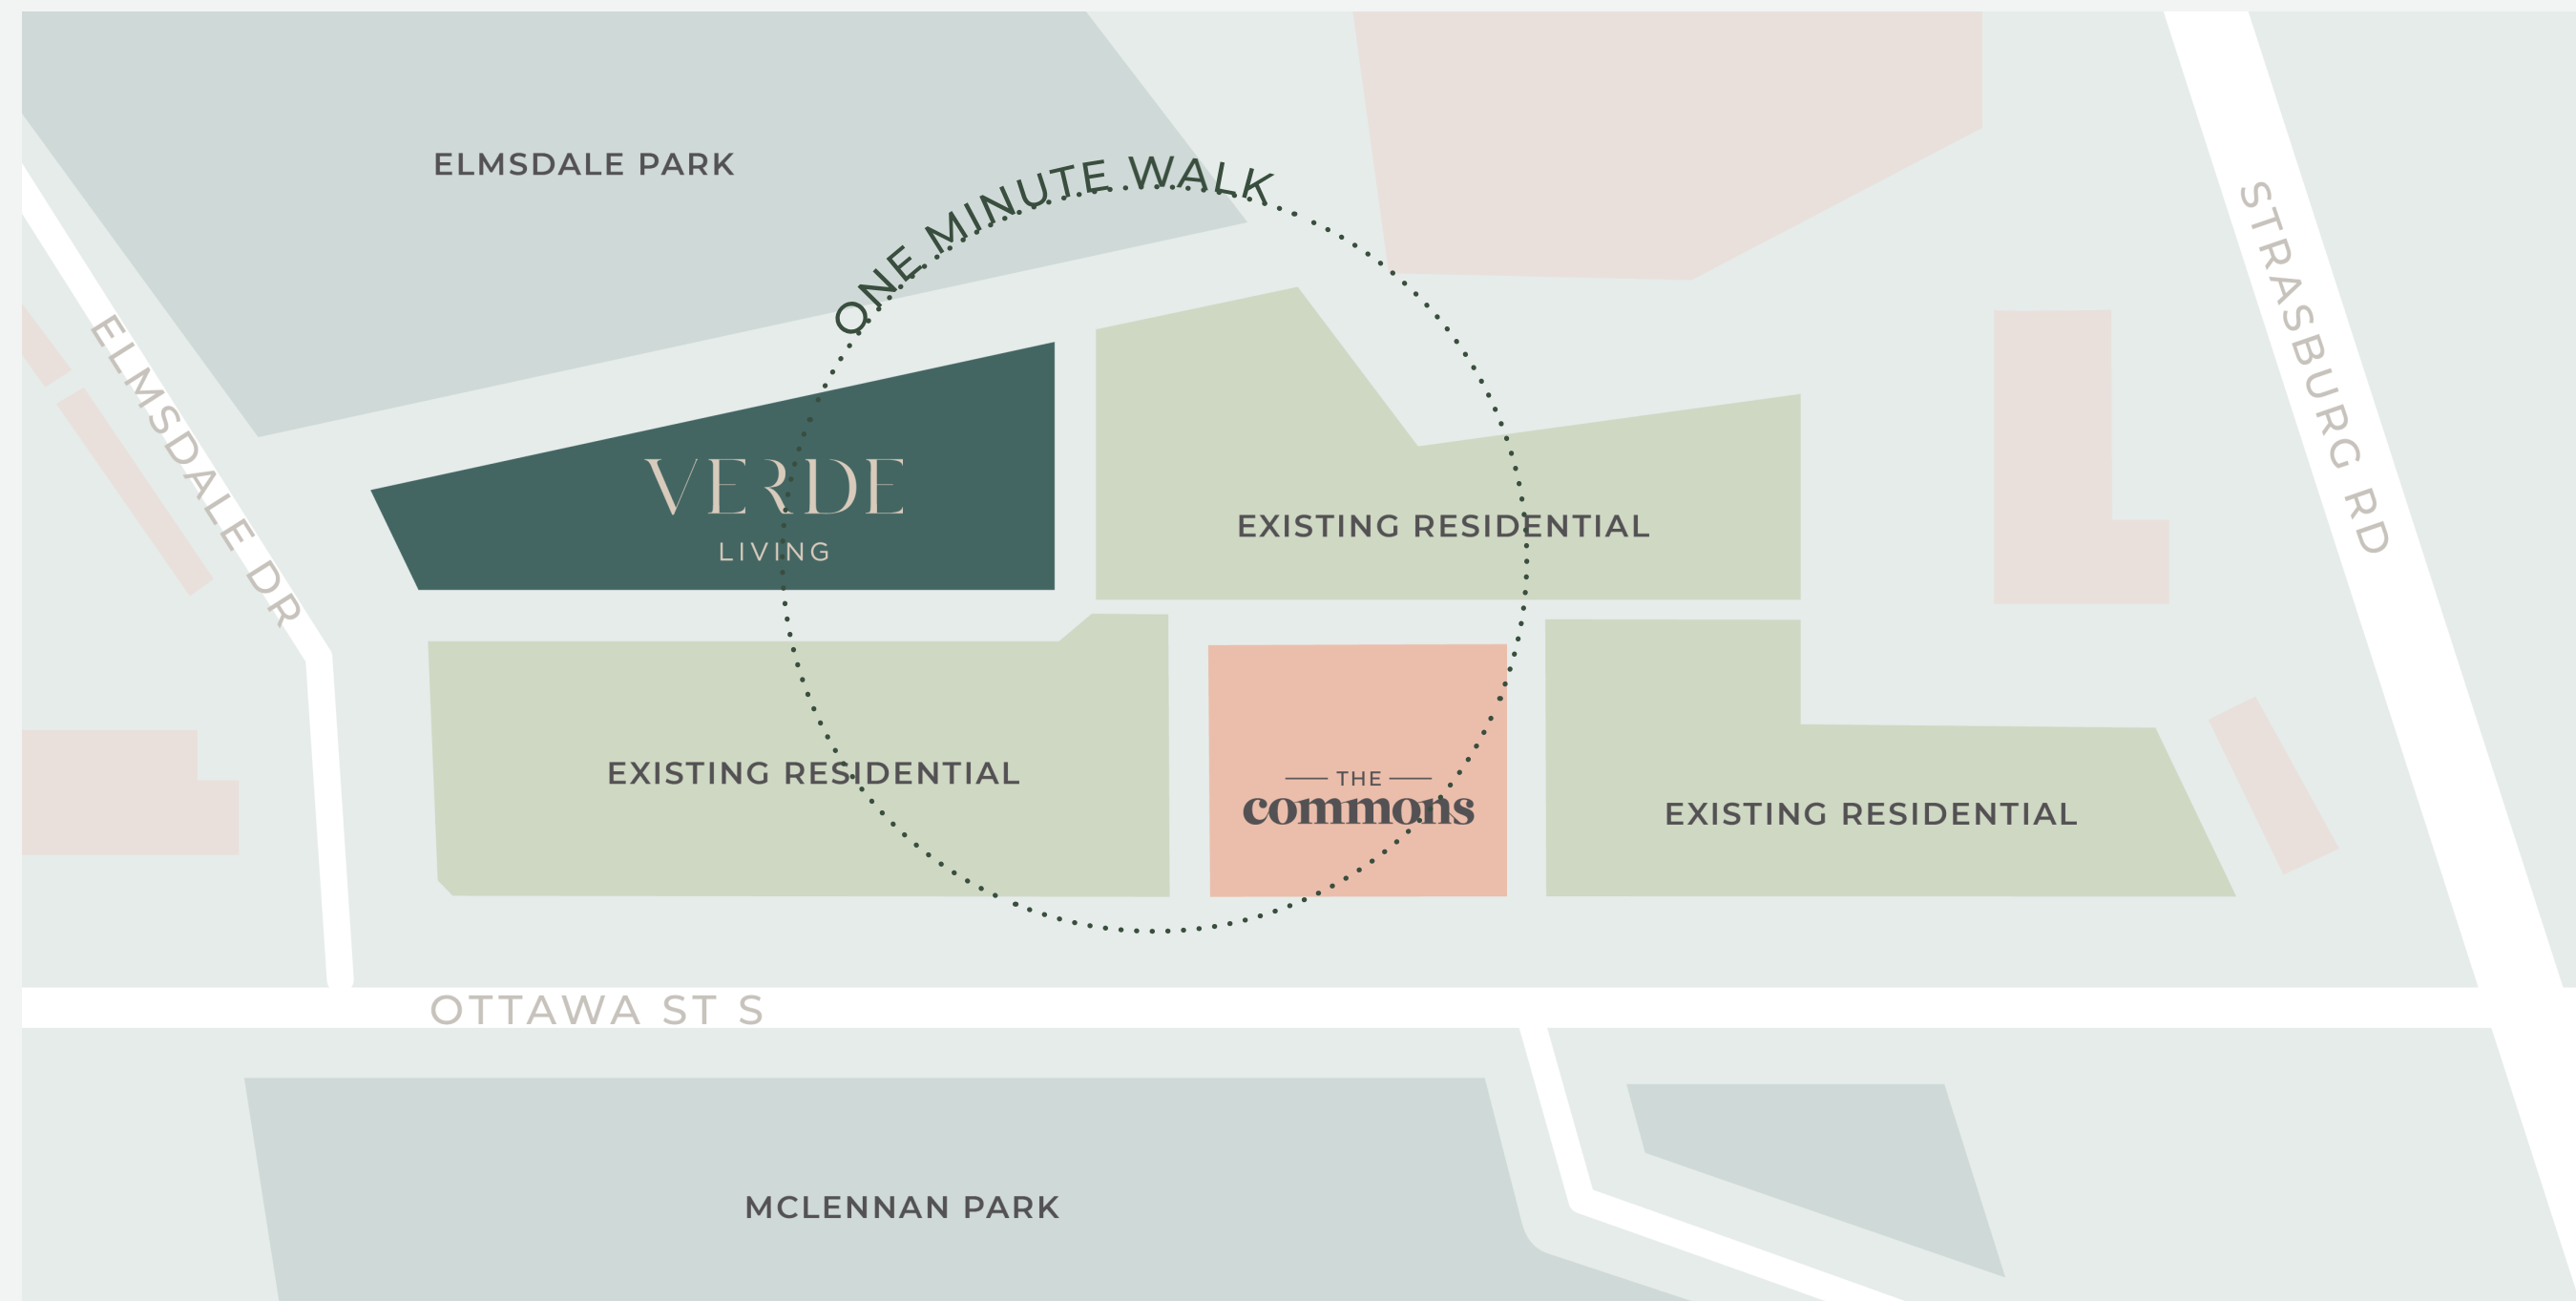 ELMSDALE PARK
ONE MINUTE WALK
STRASBURG RD
ELMSDALE DR
VERDE
LIVING
EXISTING RESIDENTIAL
EXISTING RESIDENTIAL
THE
commons
EXISTING RESIDENTIAL
OTTAWA ST S
MCLENNAN PARK